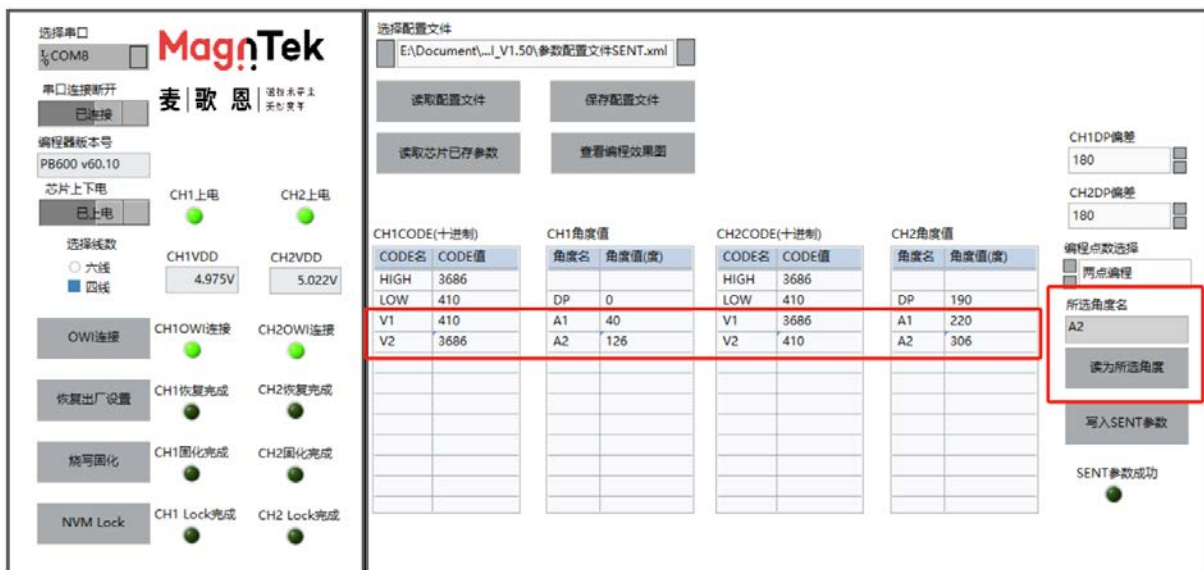 选择串口
COM8
串口连接断开
已连接
编程器版本号
PB600 v60.10
芯片上下电
已上电
选择线数
六线
四线
MagnTek
麦歌恩
CH1上电
CH2上电
CH1VDD
CH2VDD
4.975V
5.022V
OWI连接
CH1OWI连接
CH2OWI连接
恢复出厂设置
CH1恢复完成
CH2恢复完成
烧写固化
CH1固化完成
CH2固化完成
NVM Lock
CH1 Lock完成
CH2 Lock完成
选择配置文件
E:\Document\...I_V1.50\参数配置文件SENT.xml
读取配置文件
保存配置文件
读取芯片已存参数
查看编程效果图
CH1CODE(十进制)
CH1角度值
CH2CODE(十进制)
CH2角度值
CODE名 CODE值 角度名 角度值(度) CODE名 CODE值 角度名 角度值(度)
HIGH 3686 HIGH 3686
LOW 410 DP 0 LOW 410 DP 190
V1 410 A1 40 V1 3686 A1 220
V2 3686 A2 126 V2 410 A2 306
CH1DP偏差
180
CH2DP偏差
180
编程点数选择
两点编程
所选角度名
A2
读为所选角度
写入SENT参数
SENT参数成功